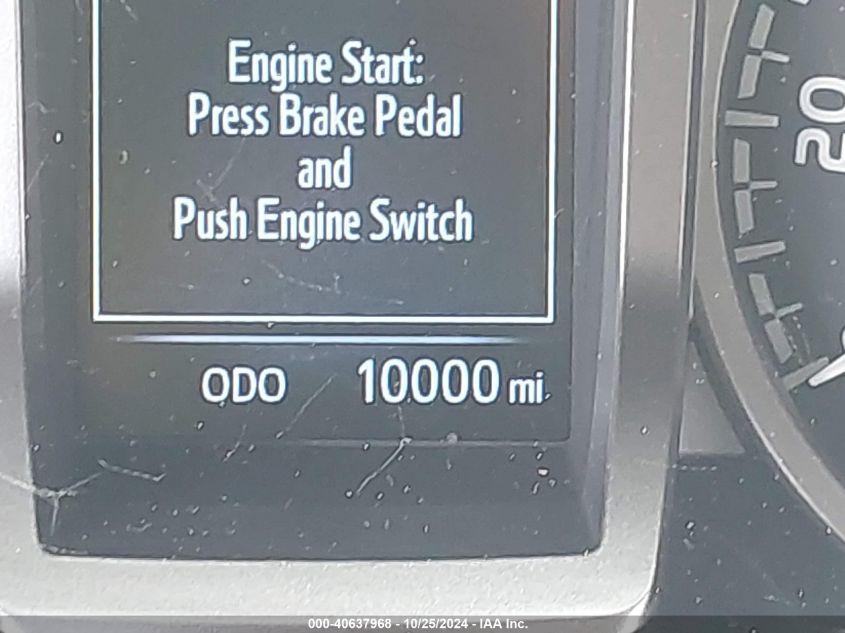 Engine Start:
Press Brake Pedal
and
Push Engine Switch
ODO 10000 mi
20
000-40637968 - 10/25/2024 - IAA Inc.